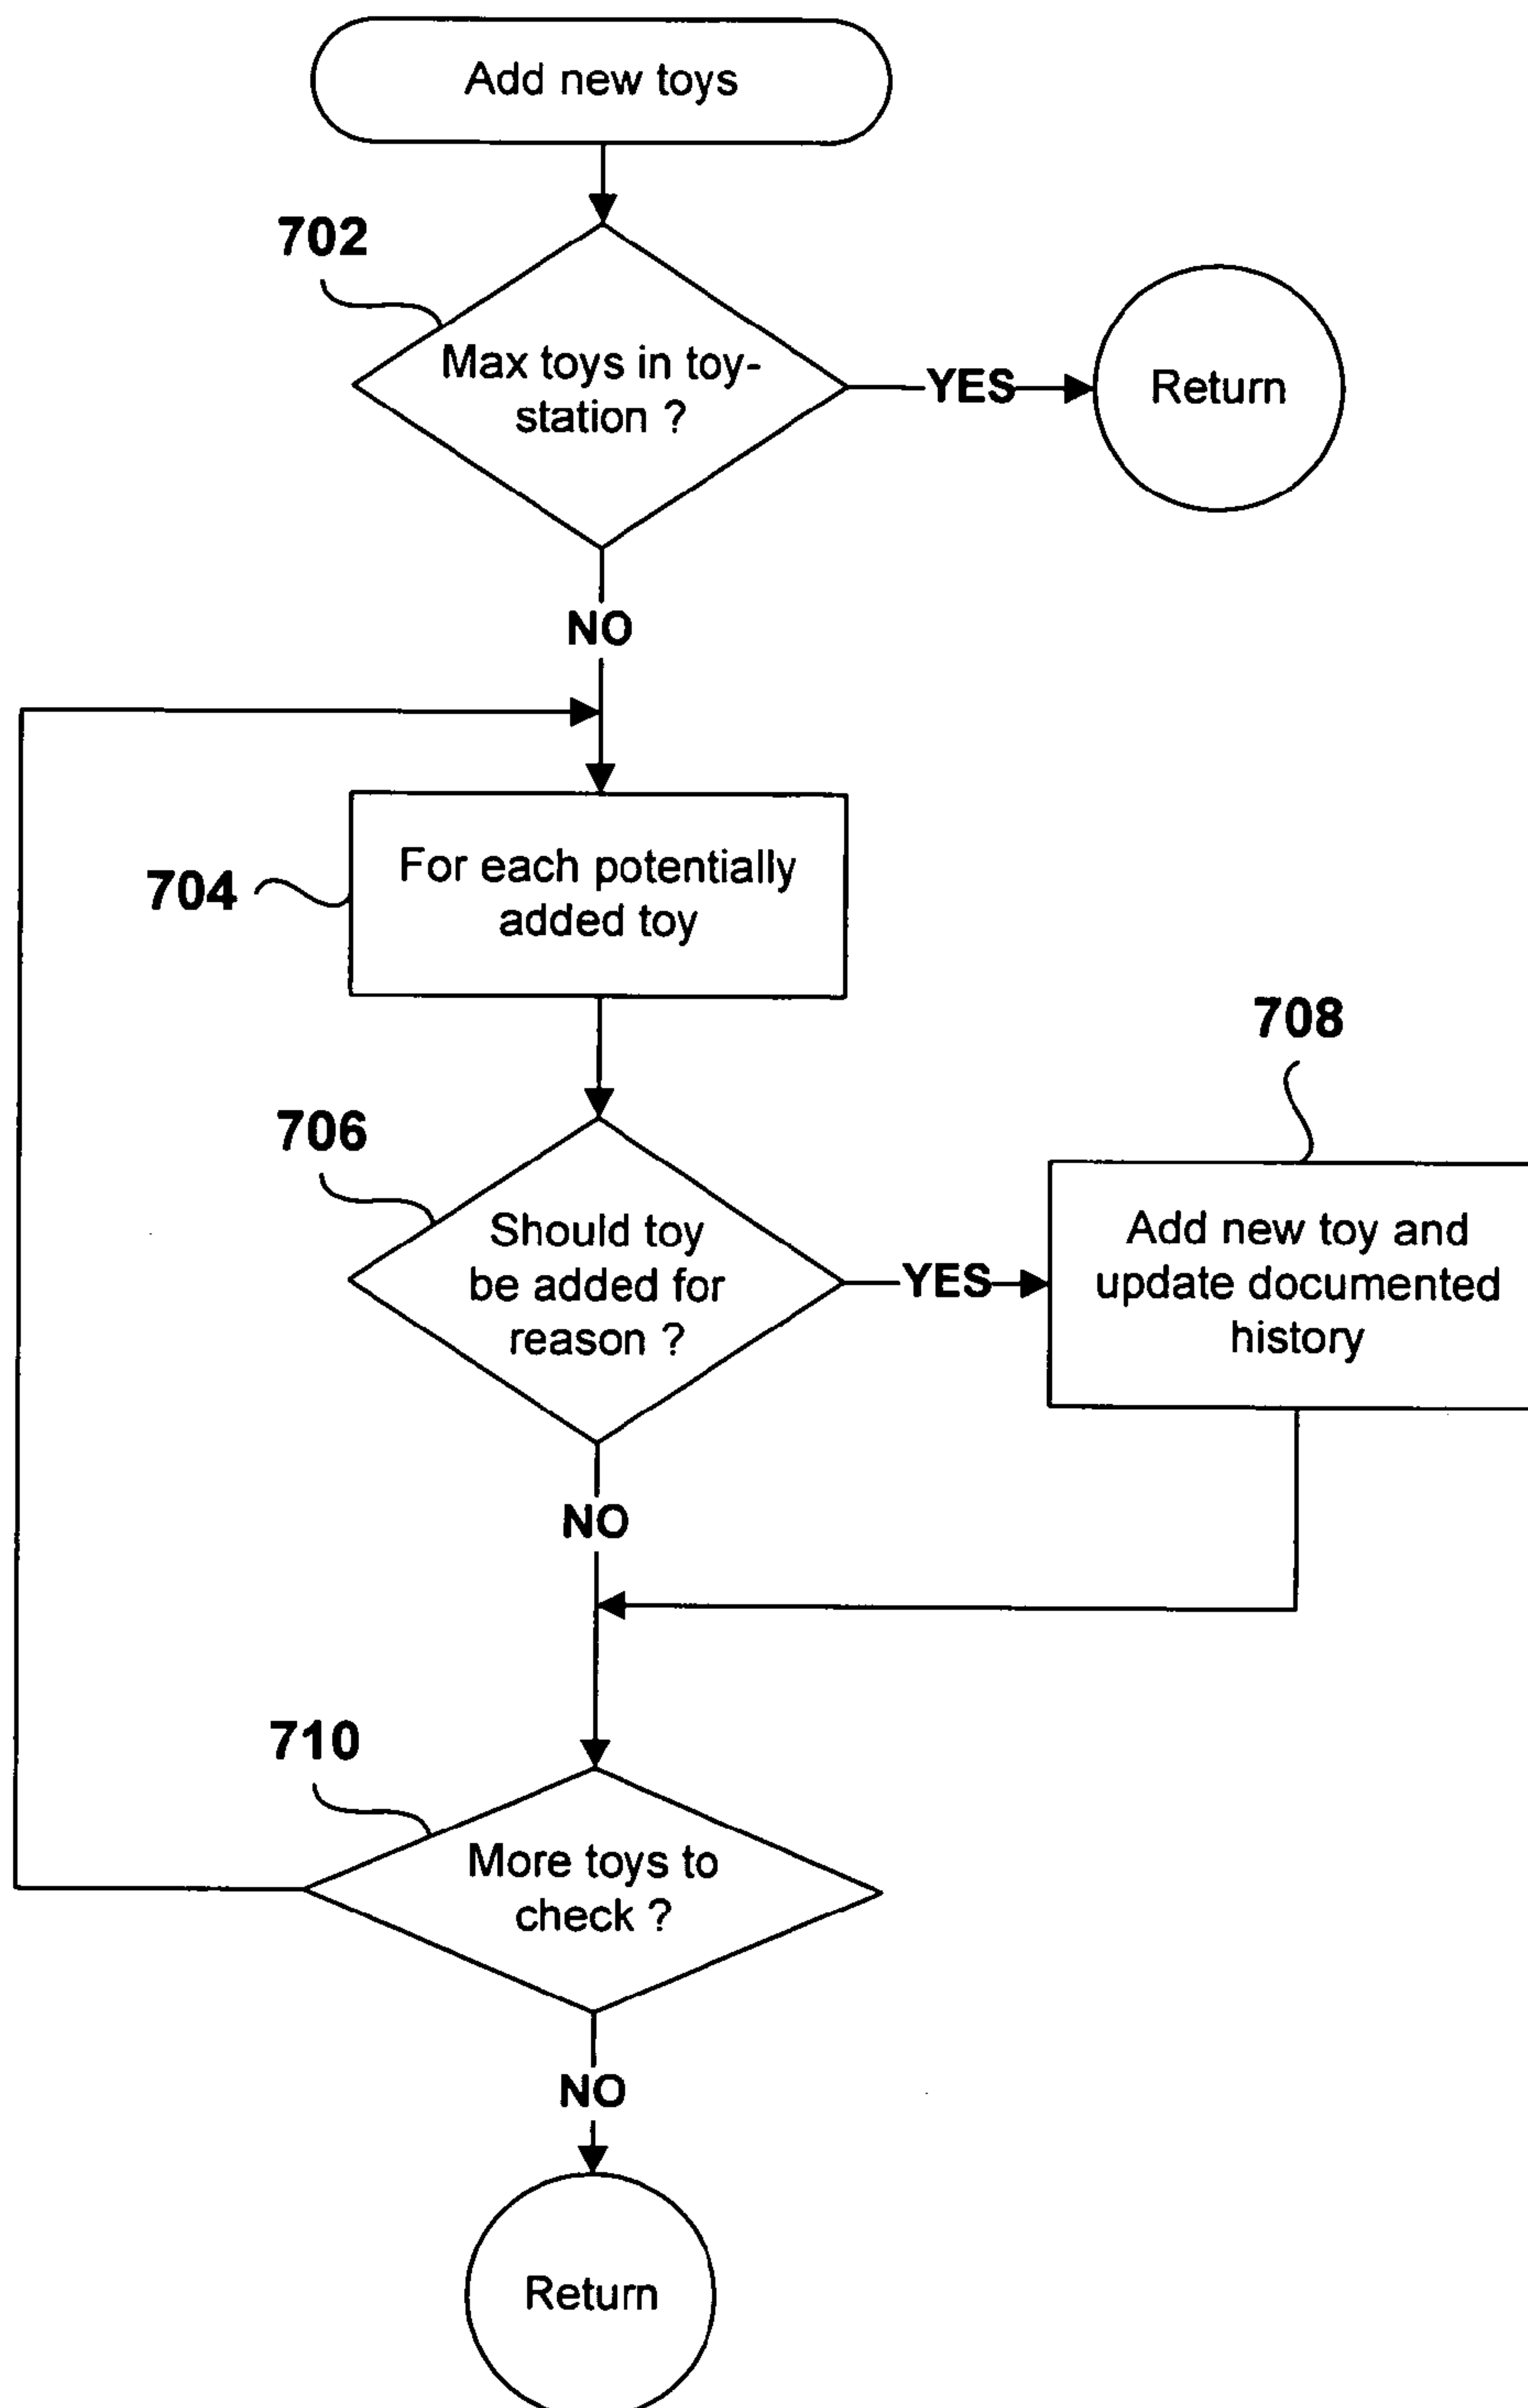 Add new toys
702
Max toys in toy-
station ?
YES
Return
NO
704
For each potentially
added toy
708
706
Should toy
be added for
reason ?
YES
Add new toy and
update documented
history
NO
710
More toys to
check ?
NO
Return